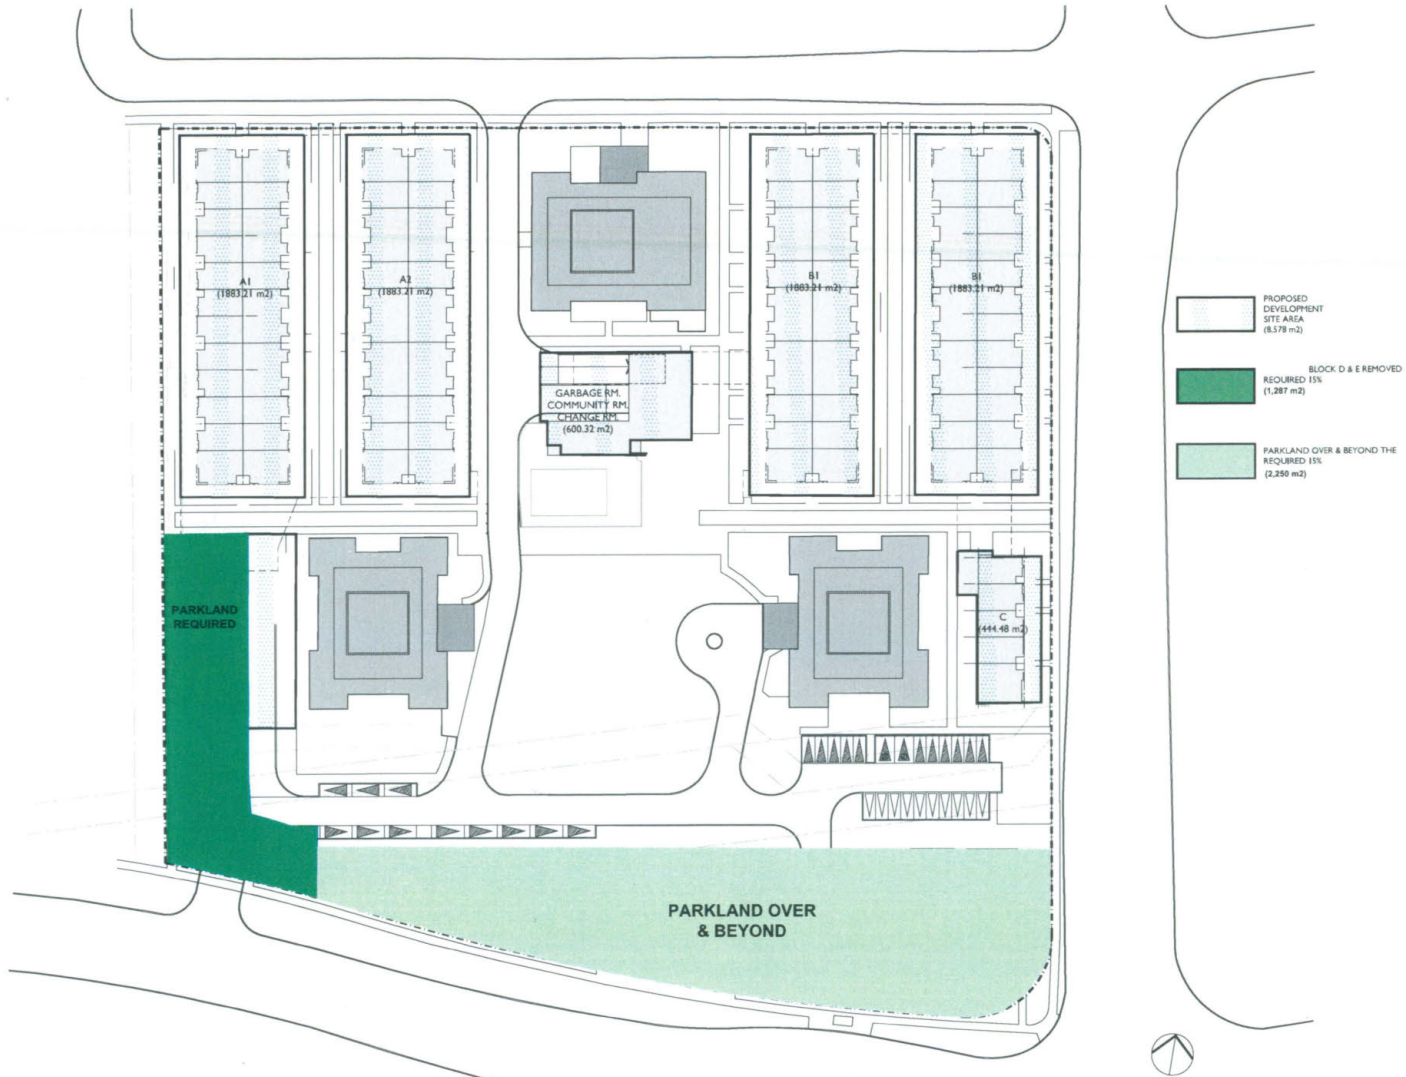 A1
(1883.21 m2)
A2
(1883.21 m2)
B1
(1883.21 m2)
B1
(1883.21 m2)
GARBAGE RM.
COMMUNITY RM.
CHANGE RM.
(600.32 m2)
PROPOSED
DEVELOPMENT
SITE AREA
(8,578 m2)
BLOCK D & E REMOVED
REQUIRED 15%
(1,287 m2)
PARKLAND OVER & BEYOND THE
REQUIRED 15%
(2,250 m2)
PARKLAND
REQUIRED
C
(444.48 m2)
PARKLAND OVER
& BEYOND